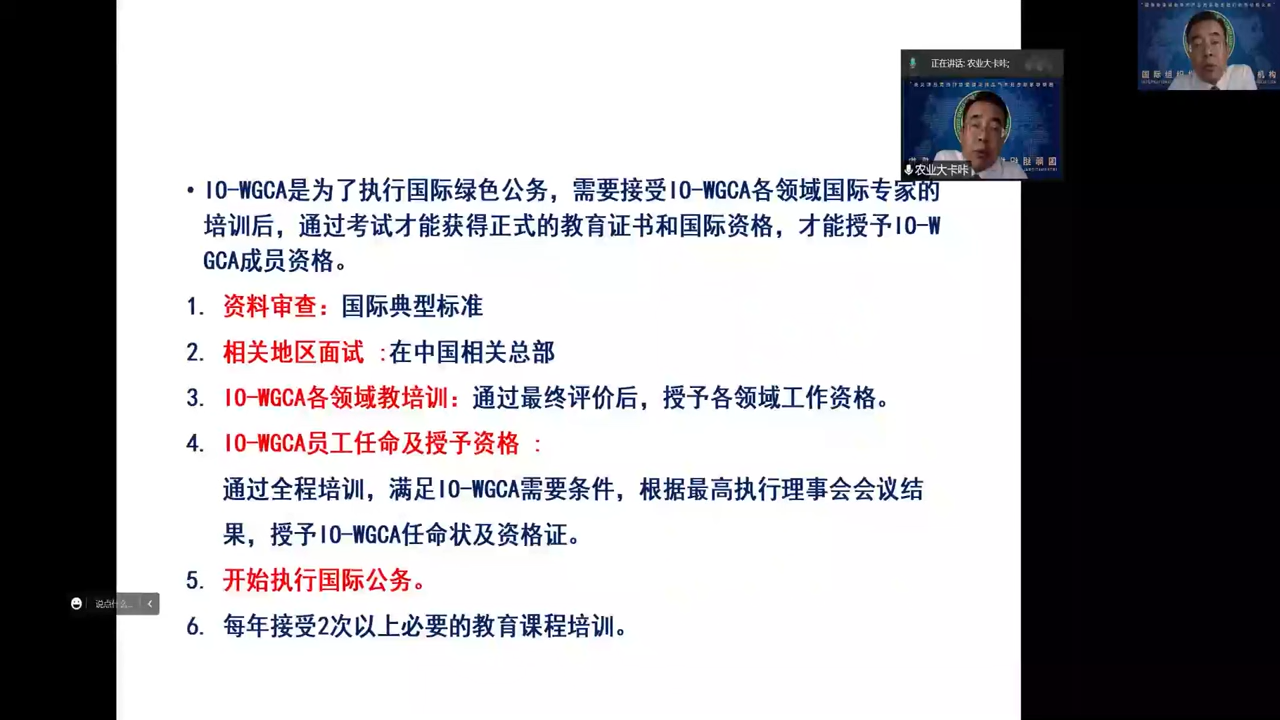 正在讲话: 农业大卡咔;
农业大卡咔
• IO-WGCA是为了执行国际绿色公务，需要接受IO-WGCA各领域国际专家的
培训后，通过考试才能获得正式的教育证书和国际资格，才能授予IO-W
GCA成员资格。
1. 资料审查：国际典型标准
2. 相关地区面试 :在中国相关总部
3. IO-WGCA各领域教培训：通过最终评价后，授予各领域工作资格。
4. IO-WGCA员工任命及授予资格 :
通过全程培训，满足IO-WGCA需要条件，根据最高执行理事会会议结
果，授予IO-WGCA任命状及资格证。
5. 开始执行国际公务。
6. 每年接受2次以上必要的教育课程培训。
说点什么...
国际组织
机构